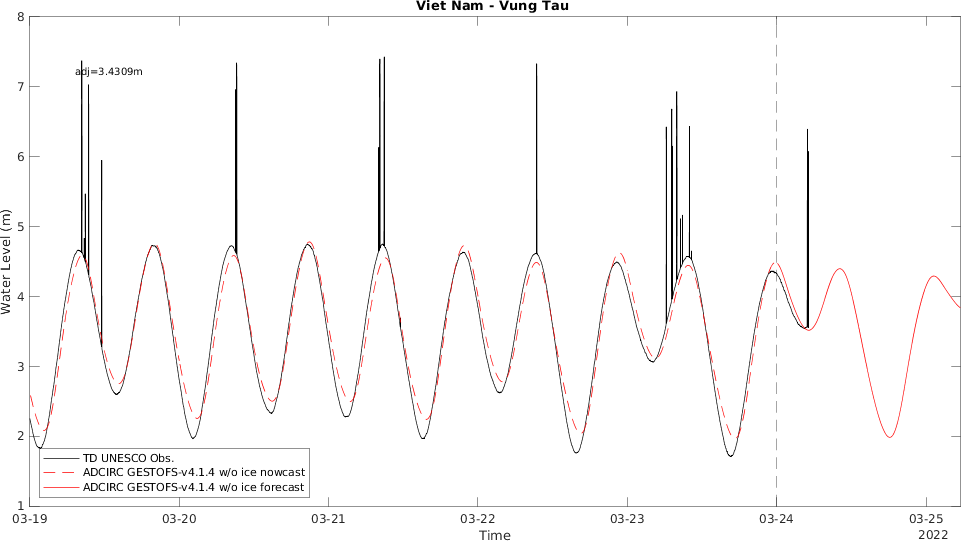 Viet Nam - Vung Tau
8
adj=3.4309m
7
6
5
Water Level (m)
4
3
2
TD UNESCO Obs.
ADCIRC GESTOFS-v4.1.4 w/o ice nowcast
ADCIRC GESTOFS-v4.1.4 w/o ice forecast
1
03-19 03-20 03-21 03-22 03-23 03-24 03-25
Time 2022